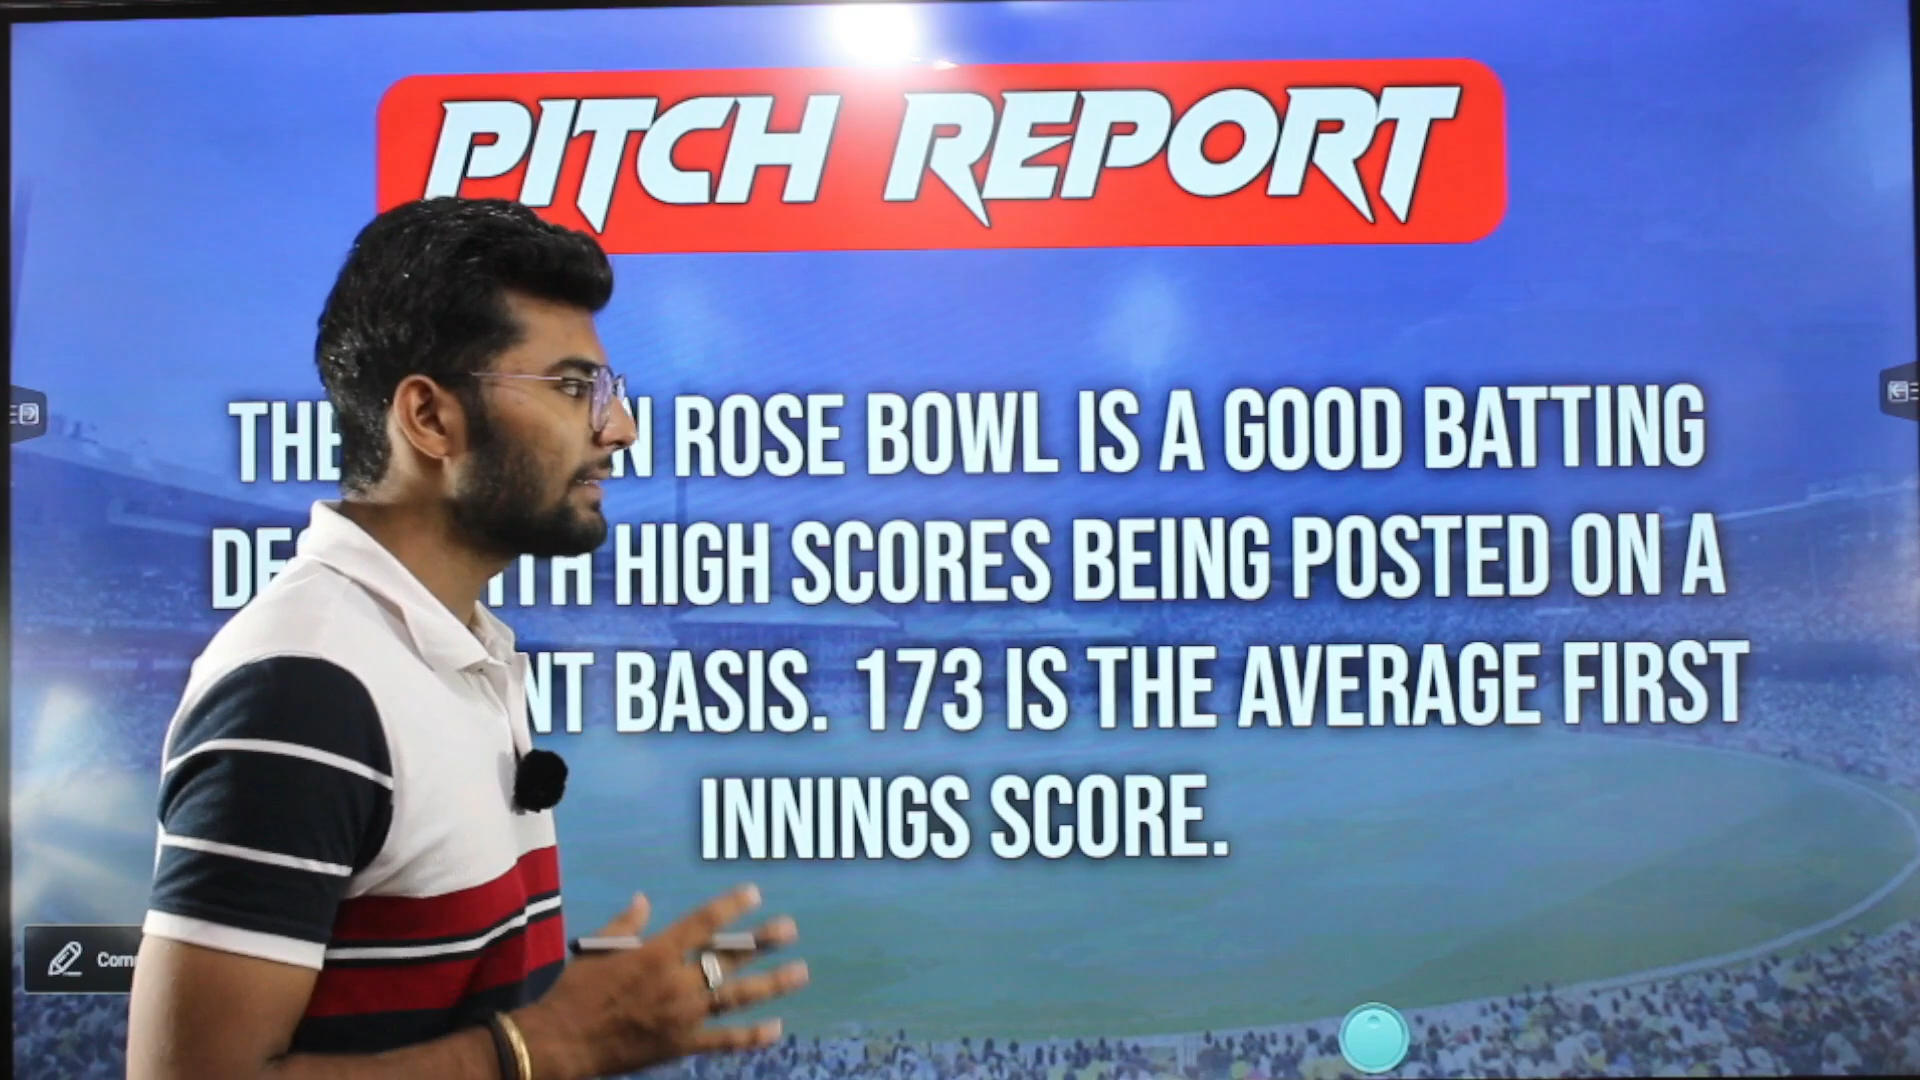 PITCH REPORT
THE ROSE BOWL IS A GOOD BATTING
HIGH SCORES BEING POSTED ON A
BASIS. 173 IS THE AVERAGE FIRST
INNINGS SCORE.